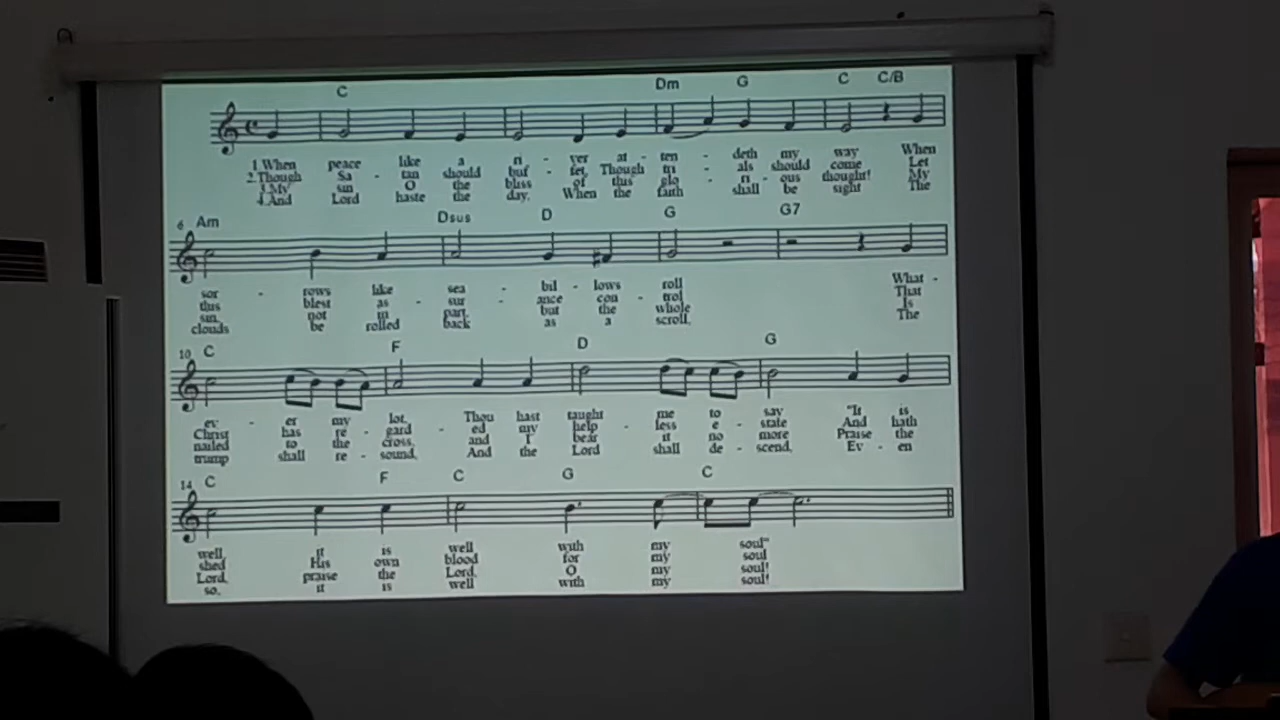 C Dm G C C/B
1.When peace like a ri - ver at - ten - deth my way When
2.Though Sa - tan should buf - fet, Though tri - als should come Let
3.My sin O the bliss of this glo - ri - ous thought! My
4.And Lord haste the day, When the faith shall be sight The
6 Am Dsus D G G7
sor - rows like sea - bil - lows roll What -
this blest as - sur - ance con - trol That
sin, not in part, but the whole Is
clouds be rolled back as a scroll, The
10 C F D G
ev - er my lot, Thou hast taught me to say "It is
Christ has re - gard - ed my help - less e - state And hath
nailed to the cross, and I bear it no more Praise the
trump shall re - sound, And the Lord shall de - scend, Ev - en
14 C F C G C
well, it is well with my soul"
shed His own blood for my soul
Lord, praise the Lord, O my soul!
so, it is well with my soul!